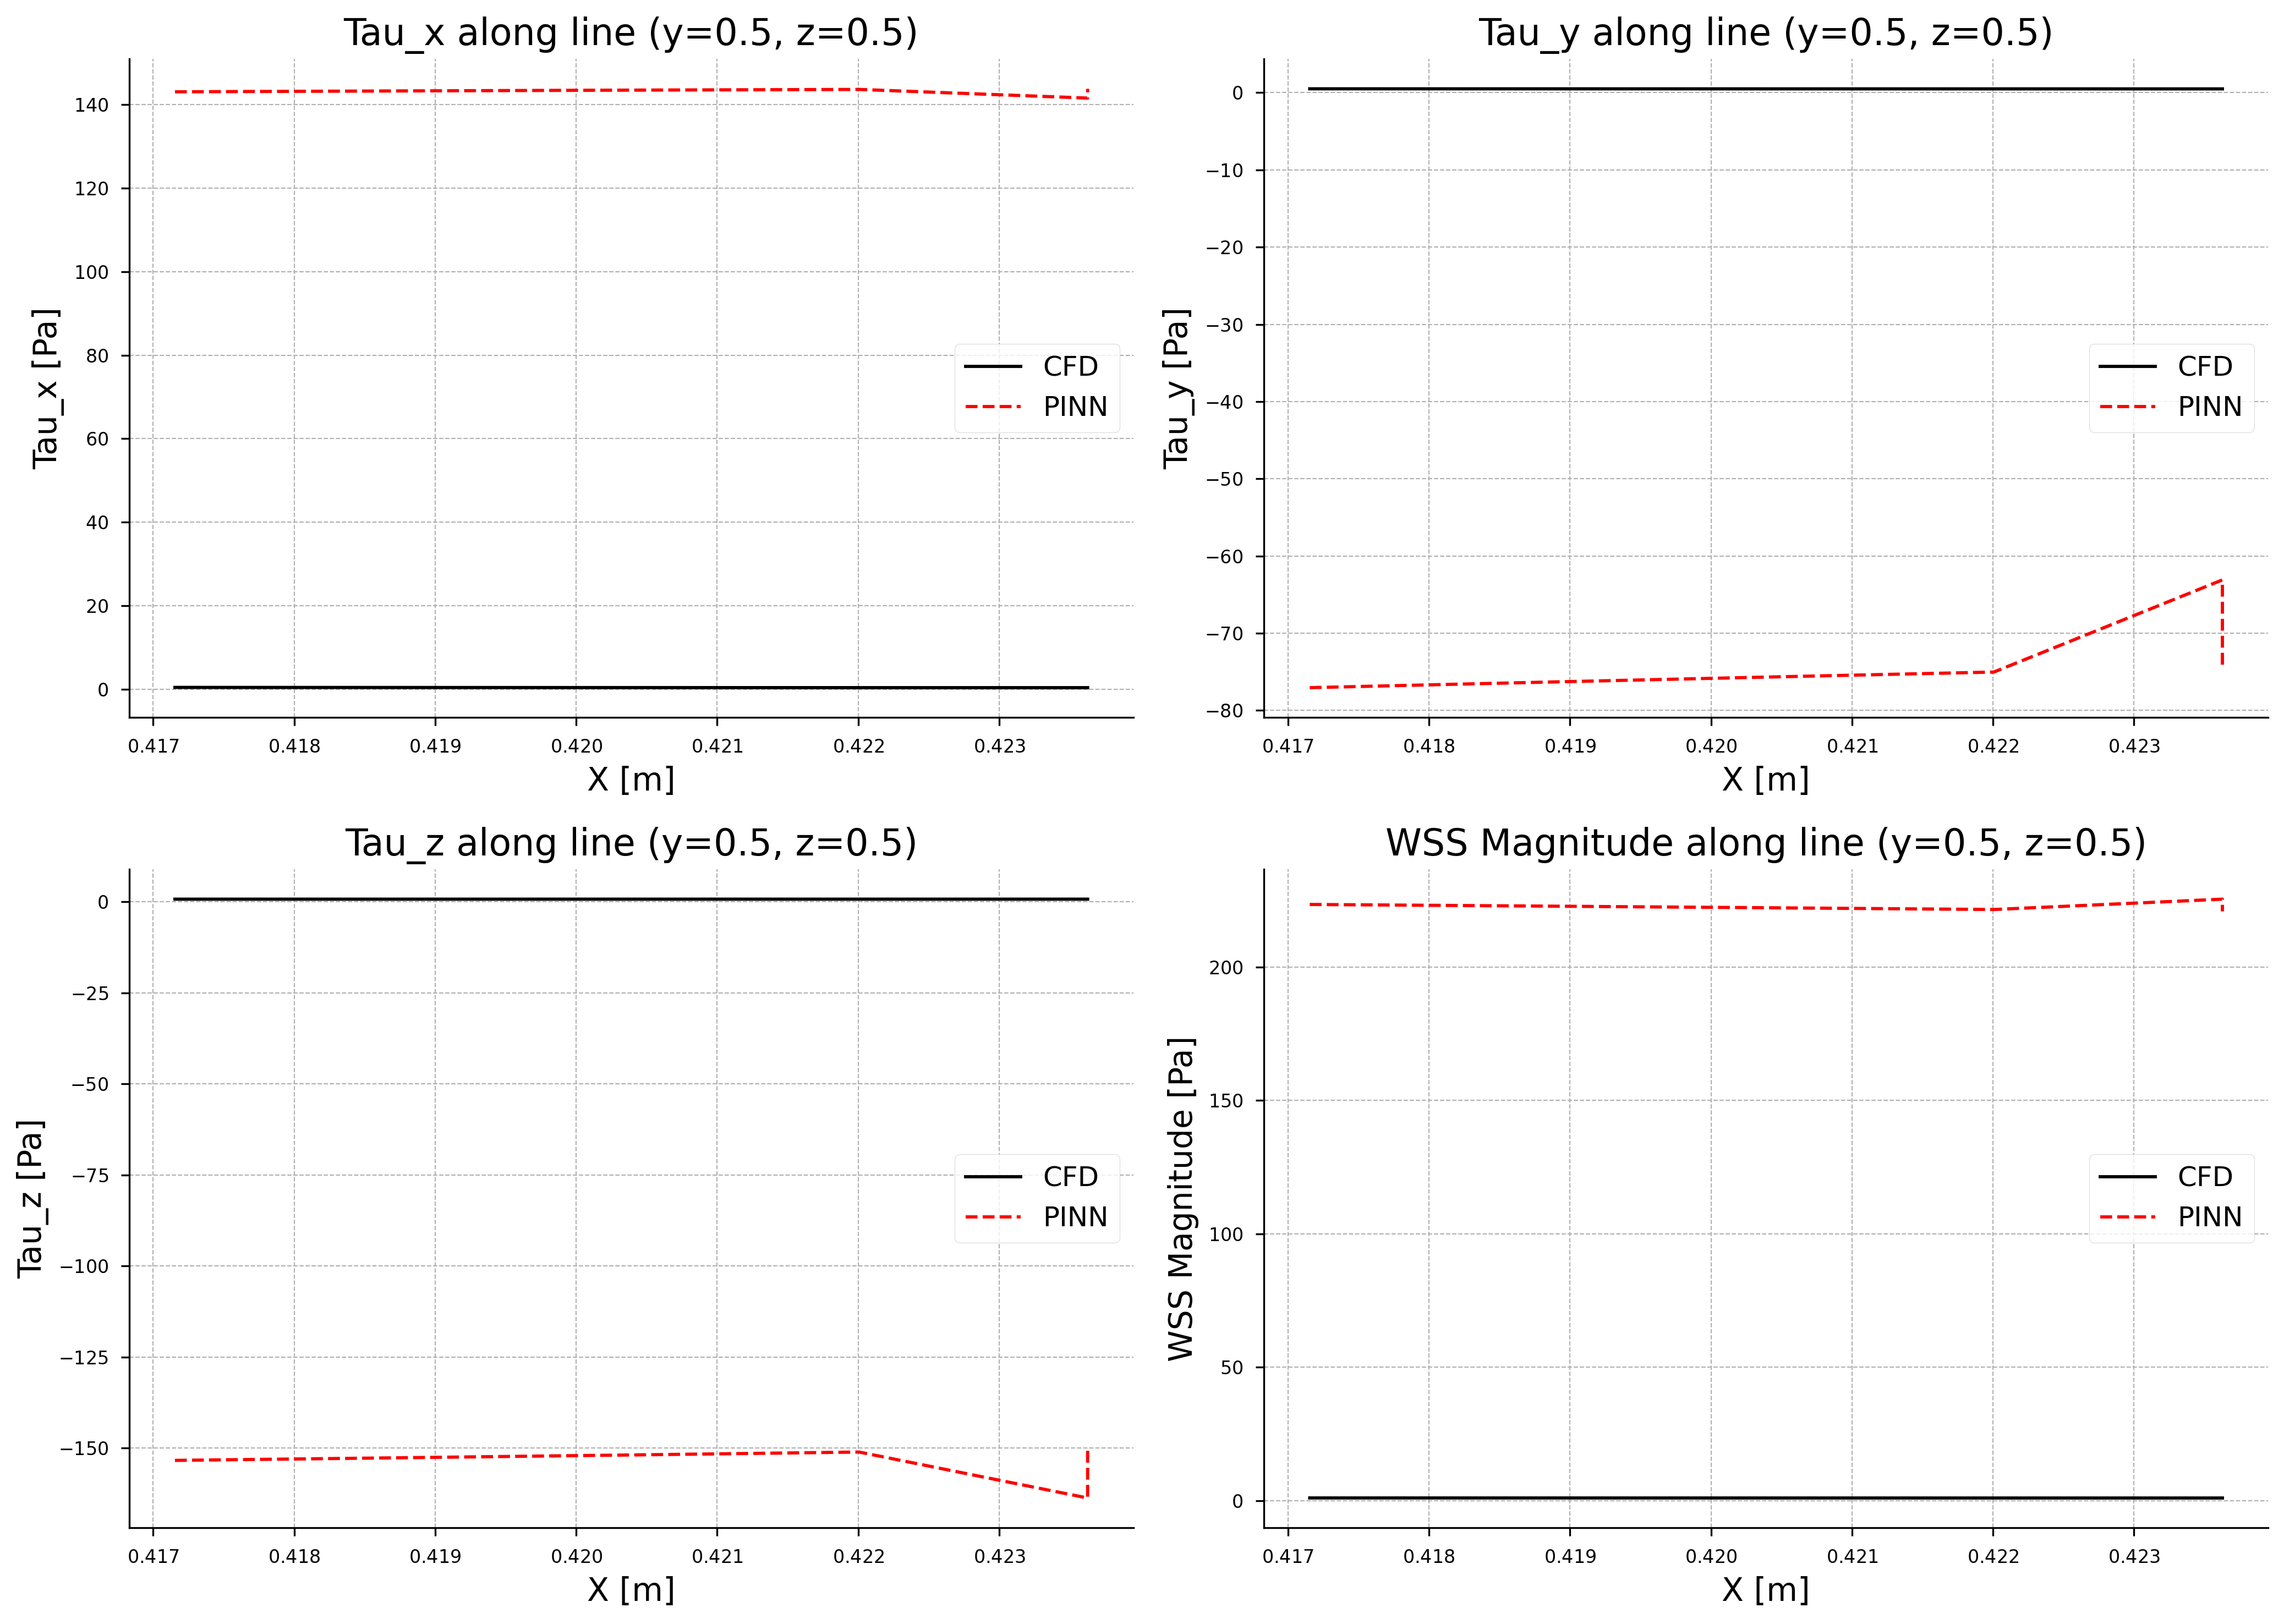 Tau_x along line (y=0.5, z=0.5)
140
120
100
80
60
40
20
0
Tau_x [Pa]
CFD
PINN
0.417 0.418 0.419 0.420 0.421 0.422 0.423
X [m]
Tau_y along line (y=0.5, z=0.5)
0
−10
−20
−30
−40
−50
−60
−70
−80
Tau_y [Pa]
CFD
PINN
0.417 0.418 0.419 0.420 0.421 0.422 0.423
X [m]
Tau_z along line (y=0.5, z=0.5)
0
−25
−50
−75
−100
−125
−150
Tau_z [Pa]
CFD
PINN
0.417 0.418 0.419 0.420 0.421 0.422 0.423
X [m]
WSS Magnitude along line (y=0.5, z=0.5)
200
150
100
50
0
WSS Magnitude [Pa]
CFD
PINN
0.417 0.418 0.419 0.420 0.421 0.422 0.423
X [m]